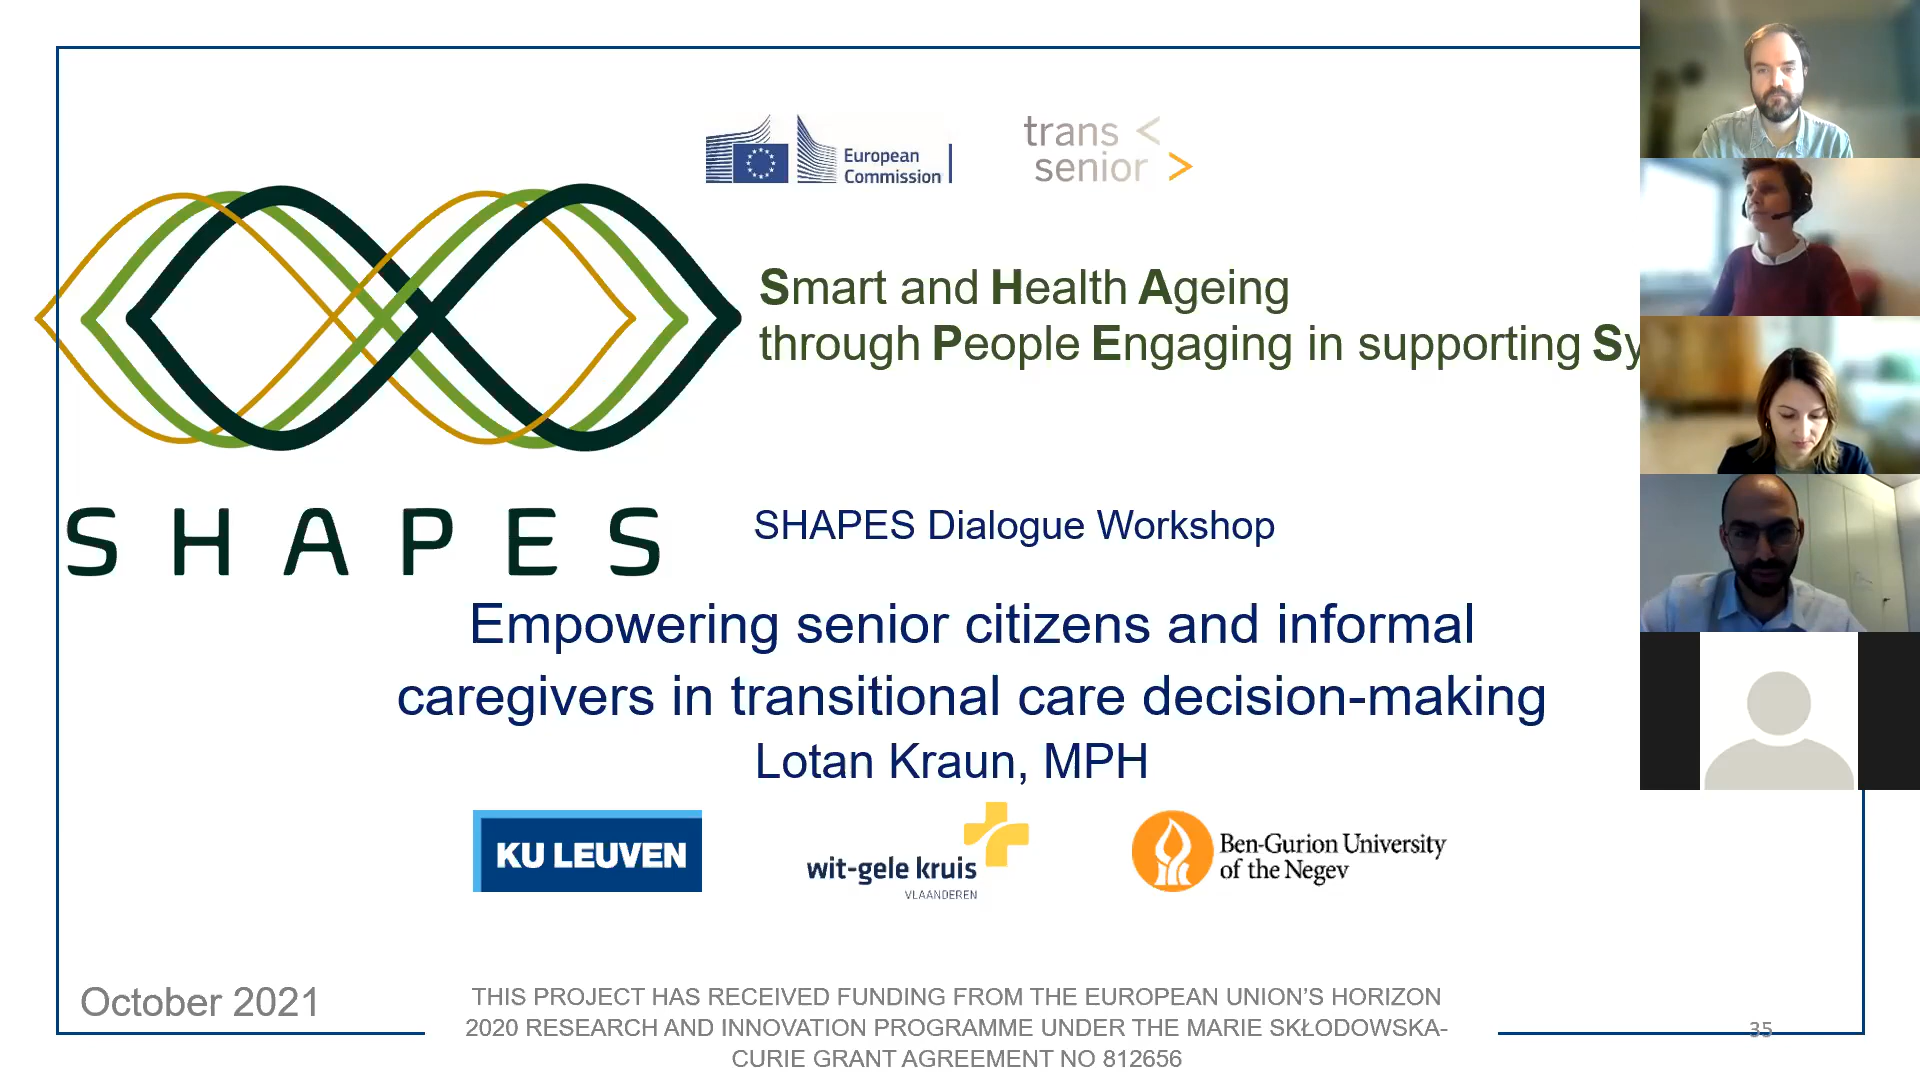 European
Commission
trans <
senior >
Smart and Health Ageing
through People Engaging in supporting Sy
SHAPES
SHAPES Dialogue Workshop
Empowering senior citizens and informal
caregivers in transitional care decision-making
Lotan Kraun, MPH
KU LEUVEN
wit-gele kruis
VLAANDEREN
Ben-Gurion University
of the Negev
October 2021
THIS PROJECT HAS RECEIVED FUNDING FROM THE EUROPEAN UNION’S HORIZON
2020 RESEARCH AND INNOVATION PROGRAMME UNDER THE MARIE SKŁODOWSKA-
CURIE GRANT AGREEMENT NO 812656
35